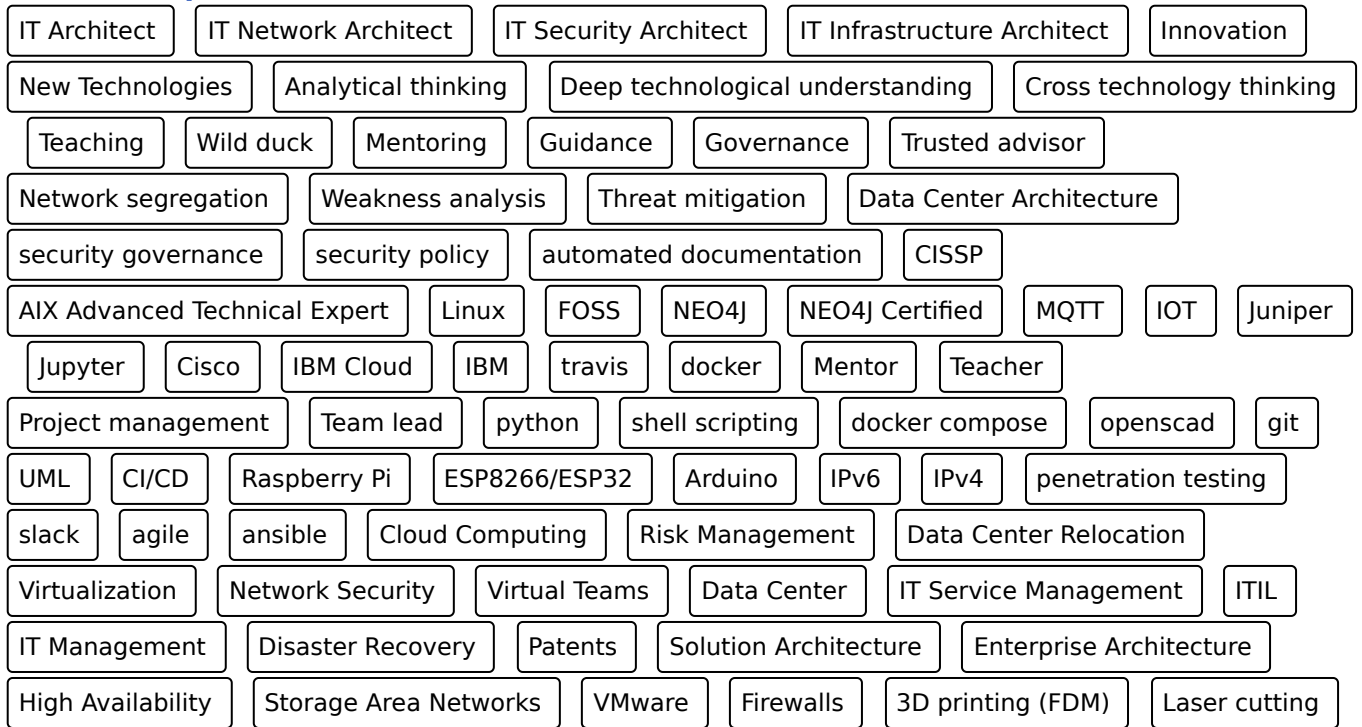 IT Architect IT Network Architect IT Security Architect IT Infrastructure Architect Innovation
New Technologies Analytical thinking Deep technological understanding Cross technology thinking
Teaching Wild duck Mentoring Guidance Governance Trusted advisor
Network segregation Weakness analysis Threat mitigation Data Center Architecture
security governance security policy automated documentation CISSP
AIX Advanced Technical Expert Linux FOSS NEO4J NEO4J Certified MQTT IOT Juniper
Jupyter Cisco IBM Cloud IBM travis docker Mentor Teacher
Project management Team lead python shell scripting docker compose openscad git
UML CI/CD Raspberry Pi ESP8266/ESP32 Arduino IPv6 IPv4 penetration testing
slack agile ansible Cloud Computing Risk Management Data Center Relocation
Virtualization Network Security Virtual Teams Data Center IT Service Management ITIL
IT Management Disaster Recovery Patents Solution Architecture Enterprise Architecture
High Availability Storage Area Networks VMware Firewalls 3D printing (FDM) Laser cutting